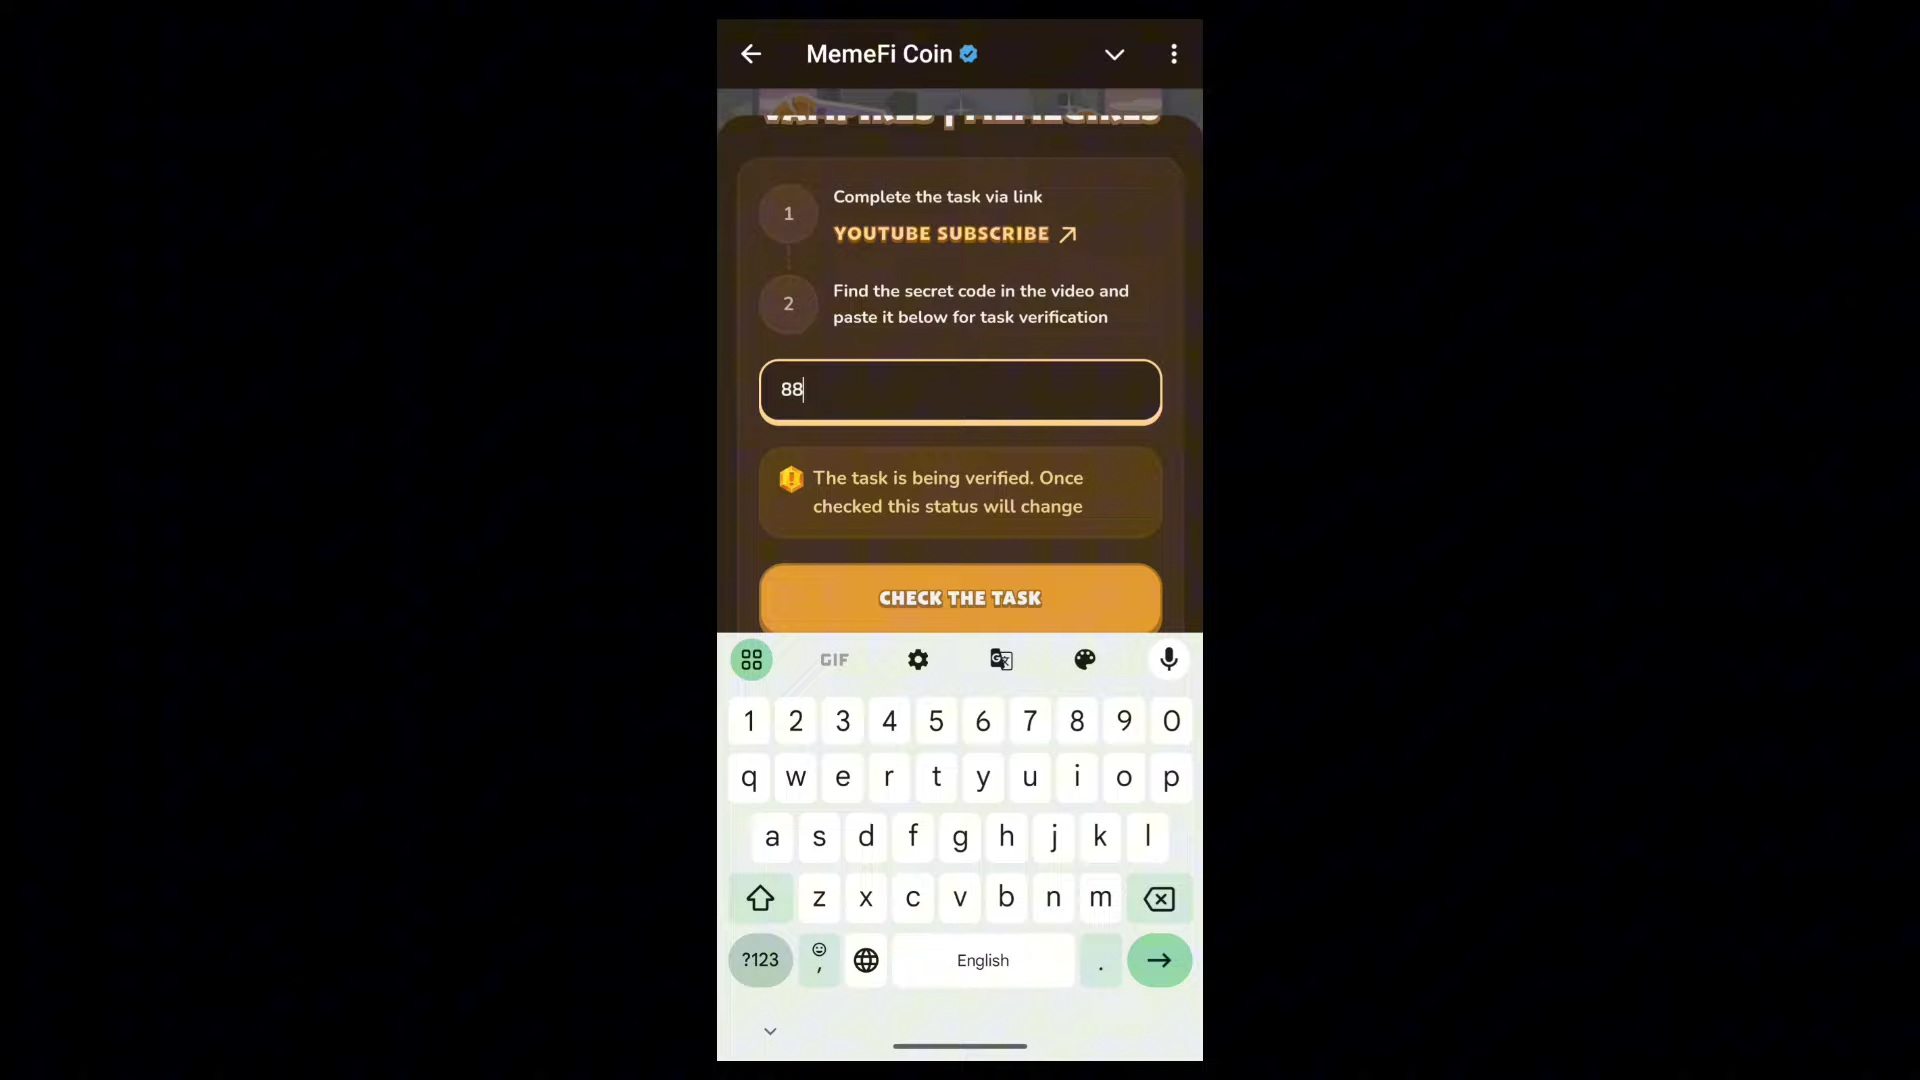 MemeFi Coin
1
Complete the task via link
YOUTUBE SUBSCRIBE
2
Find the secret code in the video and
paste it below for task verification
88
The task is being verified. Once
checked this status will change
CHECK THE TASK
GIF
1 2 3 4 5 6 7 8 9 0
q w e r t y u i o p
a s d f g h j k l
z x c v b n m
?123 , English .